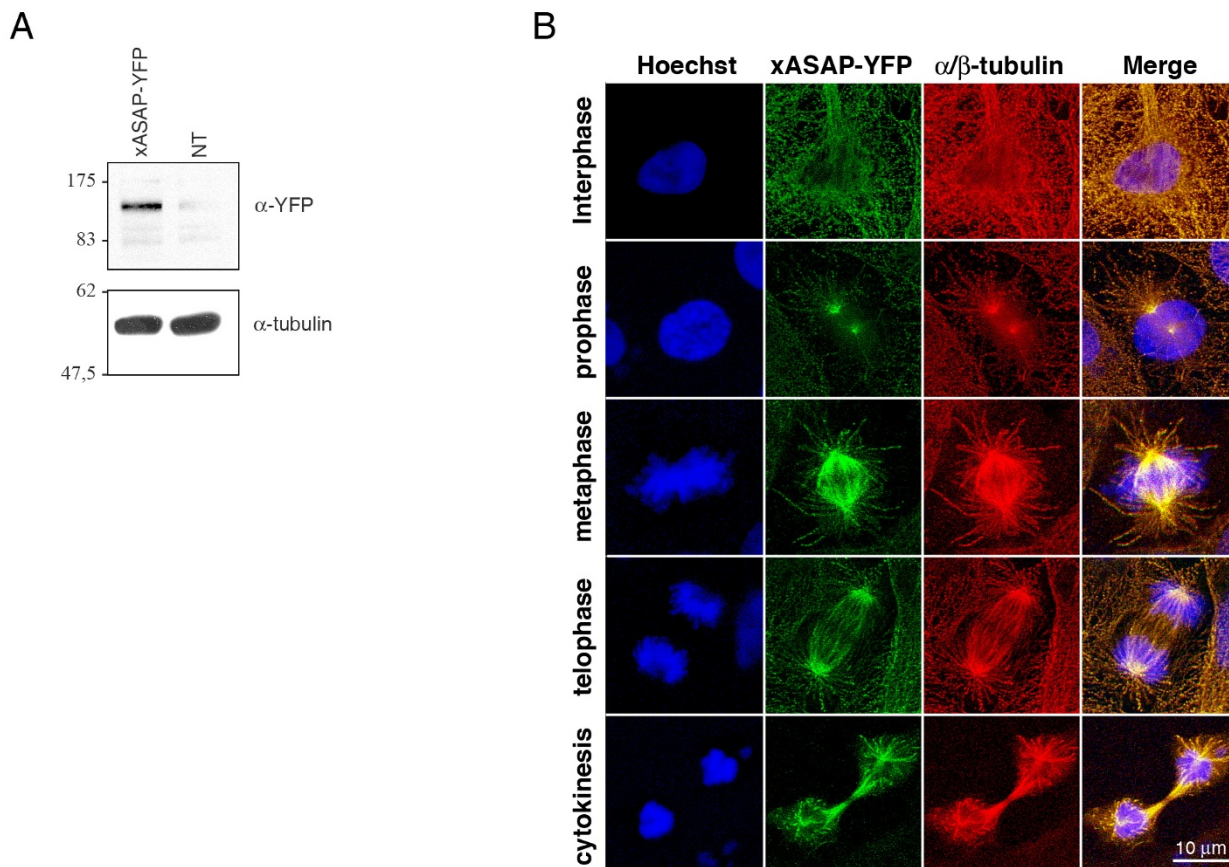 A
xASAP-YFP
NT
175
83
α-YFP
62
47,5
α-tubulin
B
Hoechst xASAP-YFP α/β-tubulin Merge
Interphase
prophase
metaphase
telophase
cytokinesis
10 μm